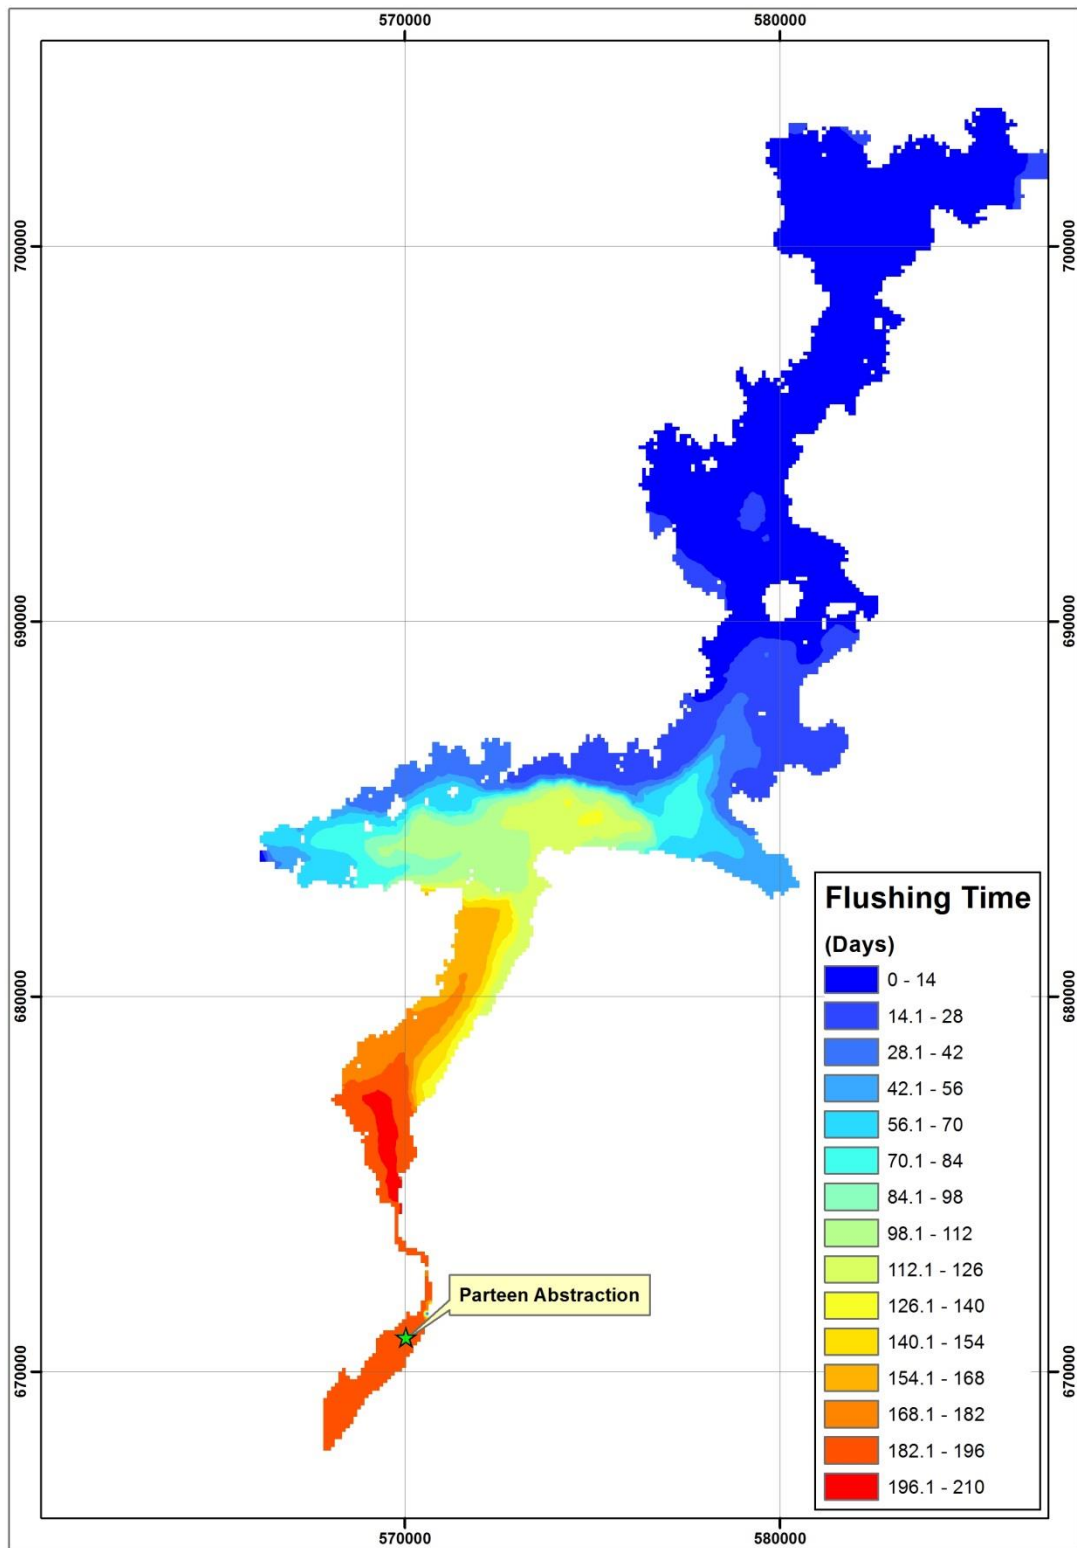 570000 580000
700000 700000
690000 690000
680000 680000
670000 670000
Parteen Abstraction
Flushing Time
(Days)
0 - 14
14.1 - 28
28.1 - 42
42.1 - 56
56.1 - 70
70.1 - 84
84.1 - 98
98.1 - 112
112.1 - 126
126.1 - 140
140.1 - 154
154.1 - 168
168.1 - 182
182.1 - 196
196.1 - 210
570000 580000